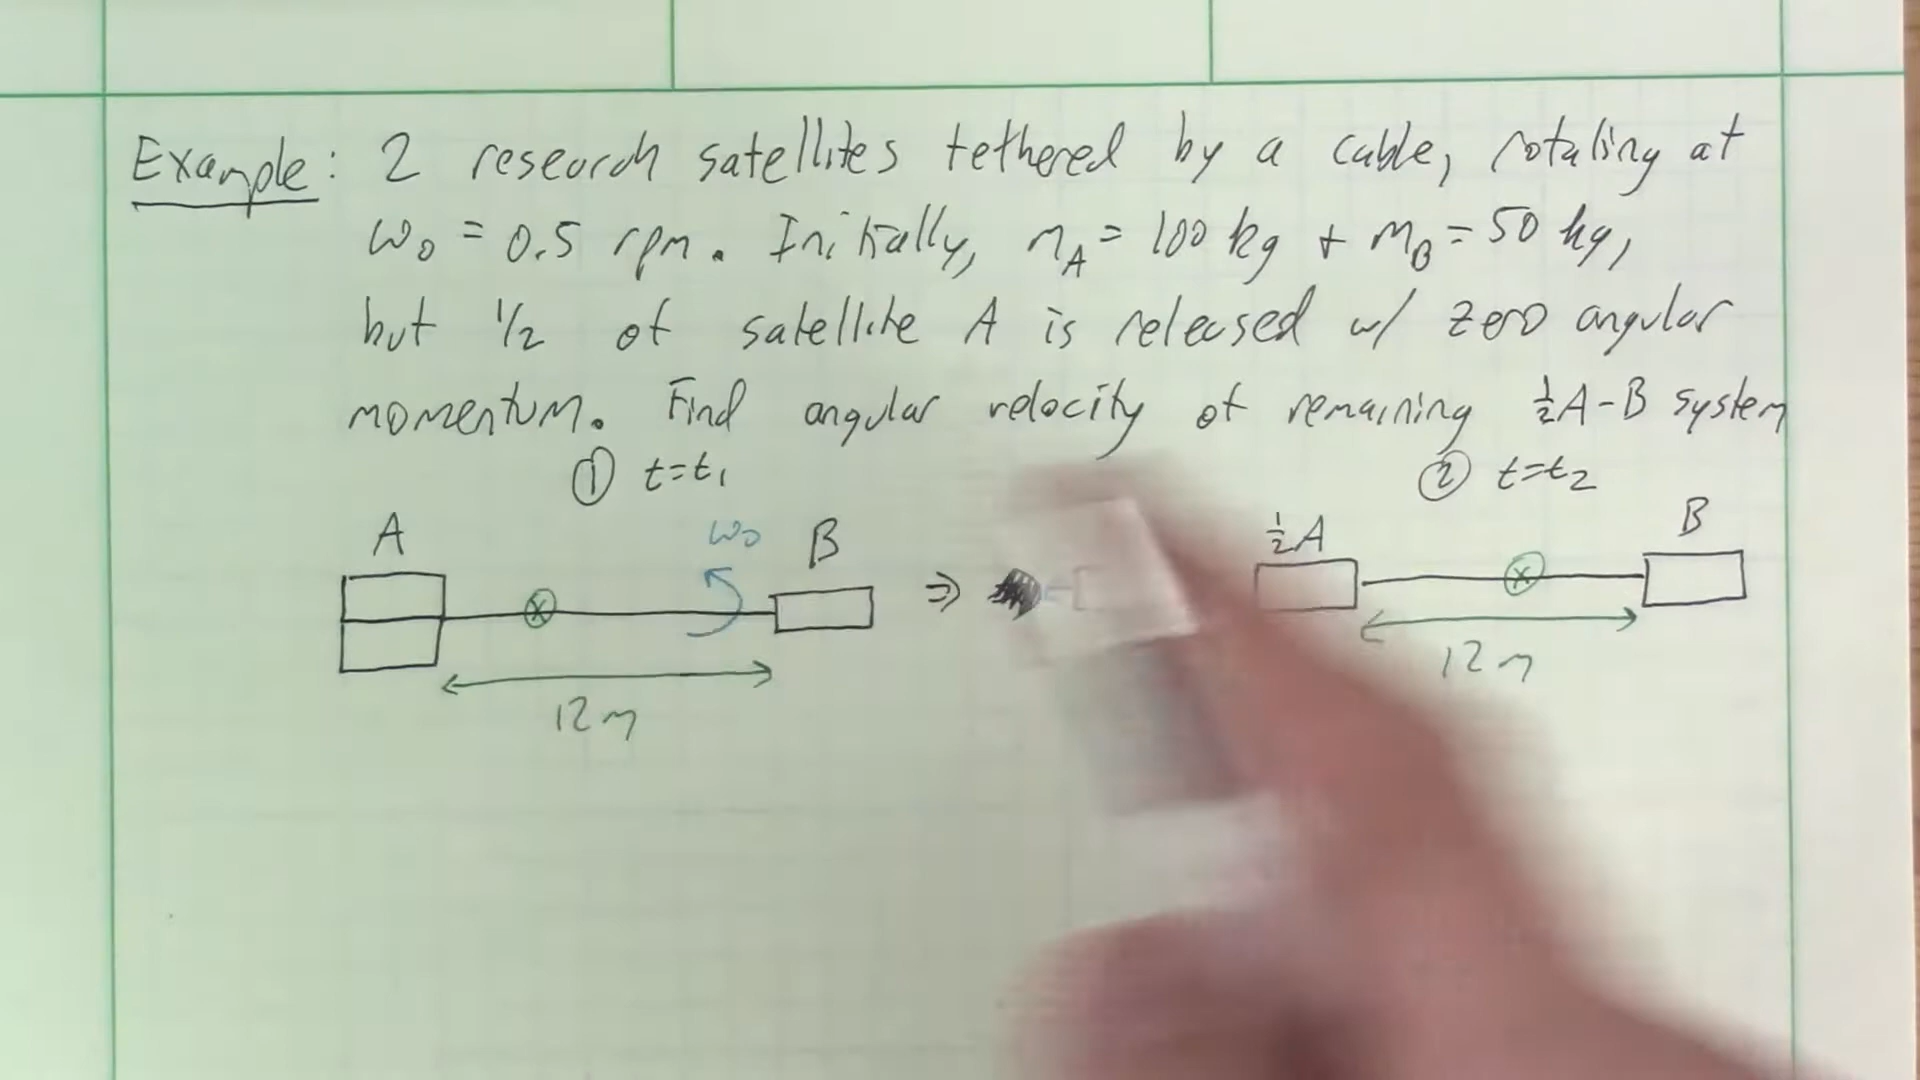 Example: 2 research satellites tethered by a cable, rotating at
ω₀ = 0.5 rpm. Initially, m_A = 100 kg + m_B = 50 kg,
but 1/2 of satellite A is released w/ zero angular
momentum. Find angular velocity of remaining ½A-B system
① t=t₁
② t=t₂
A
ω₀
B
⇒
½A
B
12m
12m